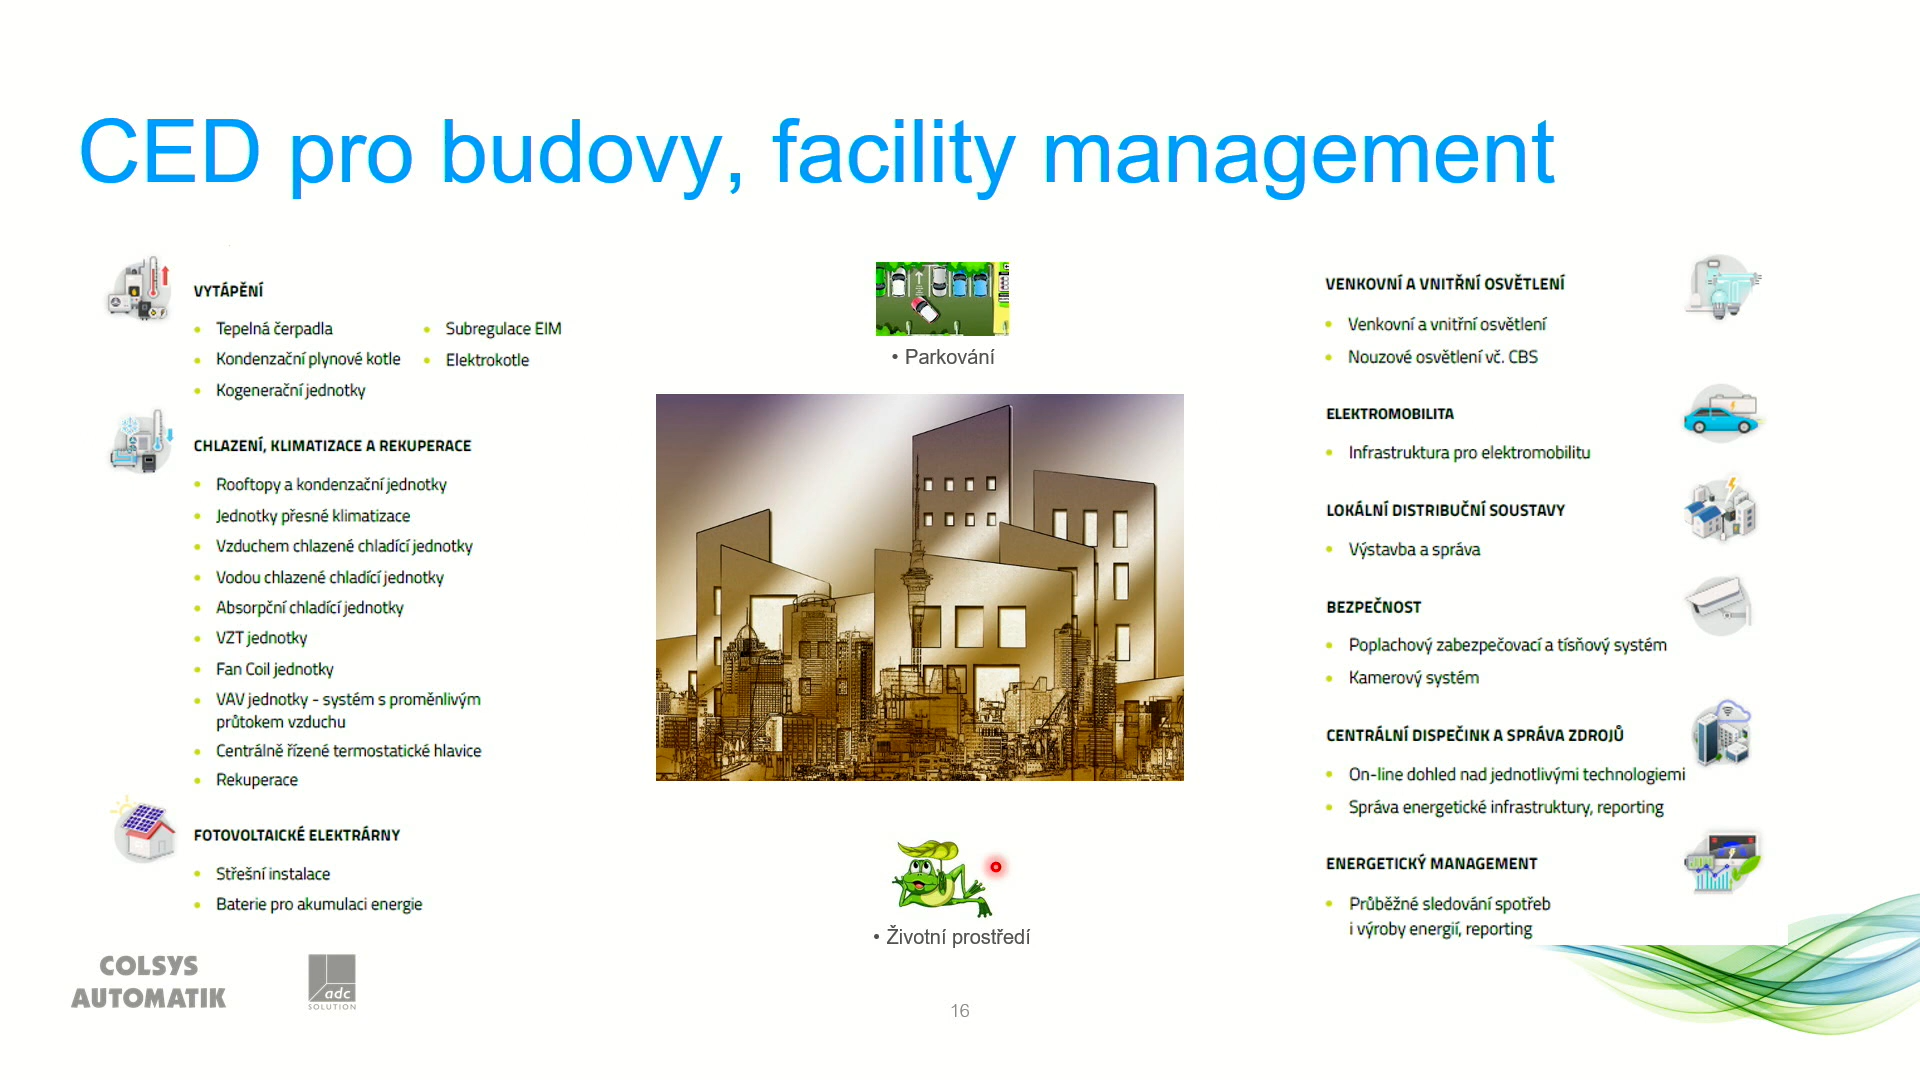 CED pro budovy, facility management
VYTÁPĚNÍ
• Tepelná čerpadla
• Kondenzační plynové kotle
• Kogenerační jednotky
• Subregulace EIM
• Elektrokotle
CHLAZENÍ, KLIMATIZACE A REKUPERACE
• Rooftopy a kondenzační jednotky
• Jednotky přesné klimatizace
• Vzduchem chlazené chladící jednotky
• Vodou chlazené chladící jednotky
• Absorpční chladící jednotky
• VZT jednotky
• Fan Coil jednotky
• VAV jednotky - systém s proměnlivým
průtokem vzduchu
• Centrálně řízené termostatické hlavice
• Rekuperace
FOTOVOLTAICKÉ ELEKTRÁRNY
• Střešní instalace
• Baterie pro akumulaci energie
• Parkování
• Životní prostředí
VENKOVNÍ A VNITŘNÍ OSVĚTLENÍ
• Venkovní a vnitřní osvětlení
• Nouzové osvětlení vč. CBS
ELEKTROMOBILITA
• Infrastruktura pro elektromobilitu
LOKÁLNÍ DISTRIBUČNÍ SOUSTAVY
• Výstavba a správa
BEZPEČNOST
• Poplachový zabezpečovací a tísňový systém
• Kamerový systém
CENTRÁLNÍ DISPEČINK A SPRÁVA ZDROJŮ
• On-line dohled nad jednotlivými technologiemi
• Správa energetické infrastruktury, reporting
ENERGETICKÝ MANAGEMENT
• Průběžné sledování spotřeb
i výroby energií, reporting
COLSYS
AUTOMATIK
adc
SOLUTION
16